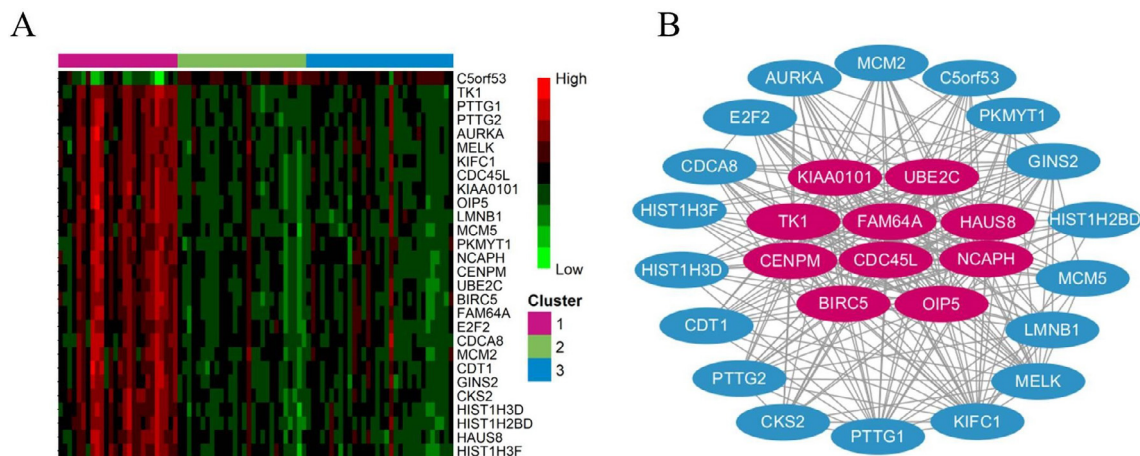 A
C5orf53
TK1
PTTG1
PTTG2
AURKA
MELK
KIFC1
CDC45L
KIAA0101
OIP5
LMNB1
MCM5
PKMYT1
NCAPH
CENPM
UBE2C
BIRC5
FAM64A
E2F2
CDCA8
MCM2
CDT1
GINS2
CKS2
HIST1H3D
HIST1H2BD
HAUS8
HIST1H3F
High
Low
Cluster
1
2
3
B
MCM2
AURKA
C5orf53
E2F2
PKMYT1
CDCA8
GINS2
KIAA0101
UBE2C
HIST1H3F
HIST1H2BD
TK1
FAM64A
HAUS8
CENPM
CDC45L
NCAPH
HIST1H3D
MCM5
BIRC5
OIP5
CDT1
LMNB1
PTTG2
MELK
CKS2
KIFC1
PTTG1